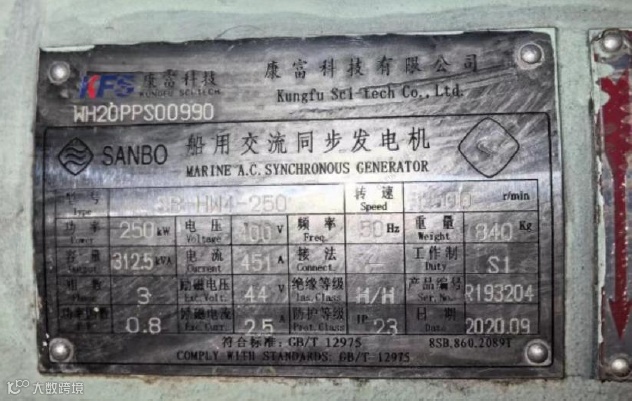 KFS 康富科技 康富科技有限公司
KUNGFU SCI.TECH Kungfu Sci-tech Co.,Ltd.
WH20PPS00990
SANBO 船用交流同步发电机
MARINE A.C. SYNCHRONOUS GENERATOR
型号 HW4-250 转速 r/min
Type Speed
功率 250 kW 电压 V 频率 50 Hz 重量 840 Kg
Power Voltage Freq. Weight
容量 312.5 kVA 电流 451 A 接法 工作制 S1
Output Current Connect. Duty
相数 3 励磁电压 44 V 绝缘等级 H/H 产品编号 R193204
Phase Exc.Volt. Ins.Class Ser.No.
功率因数 0.8 励磁电流 2.5 A 防护等级 IP 23 日期 2020.09
Exc.Curr. Prot.Class Date
符合标准: GB/T 12975 8SB.860.2089T
COMPLY WITH STANDARDS: GB/T 12975
大数跨境